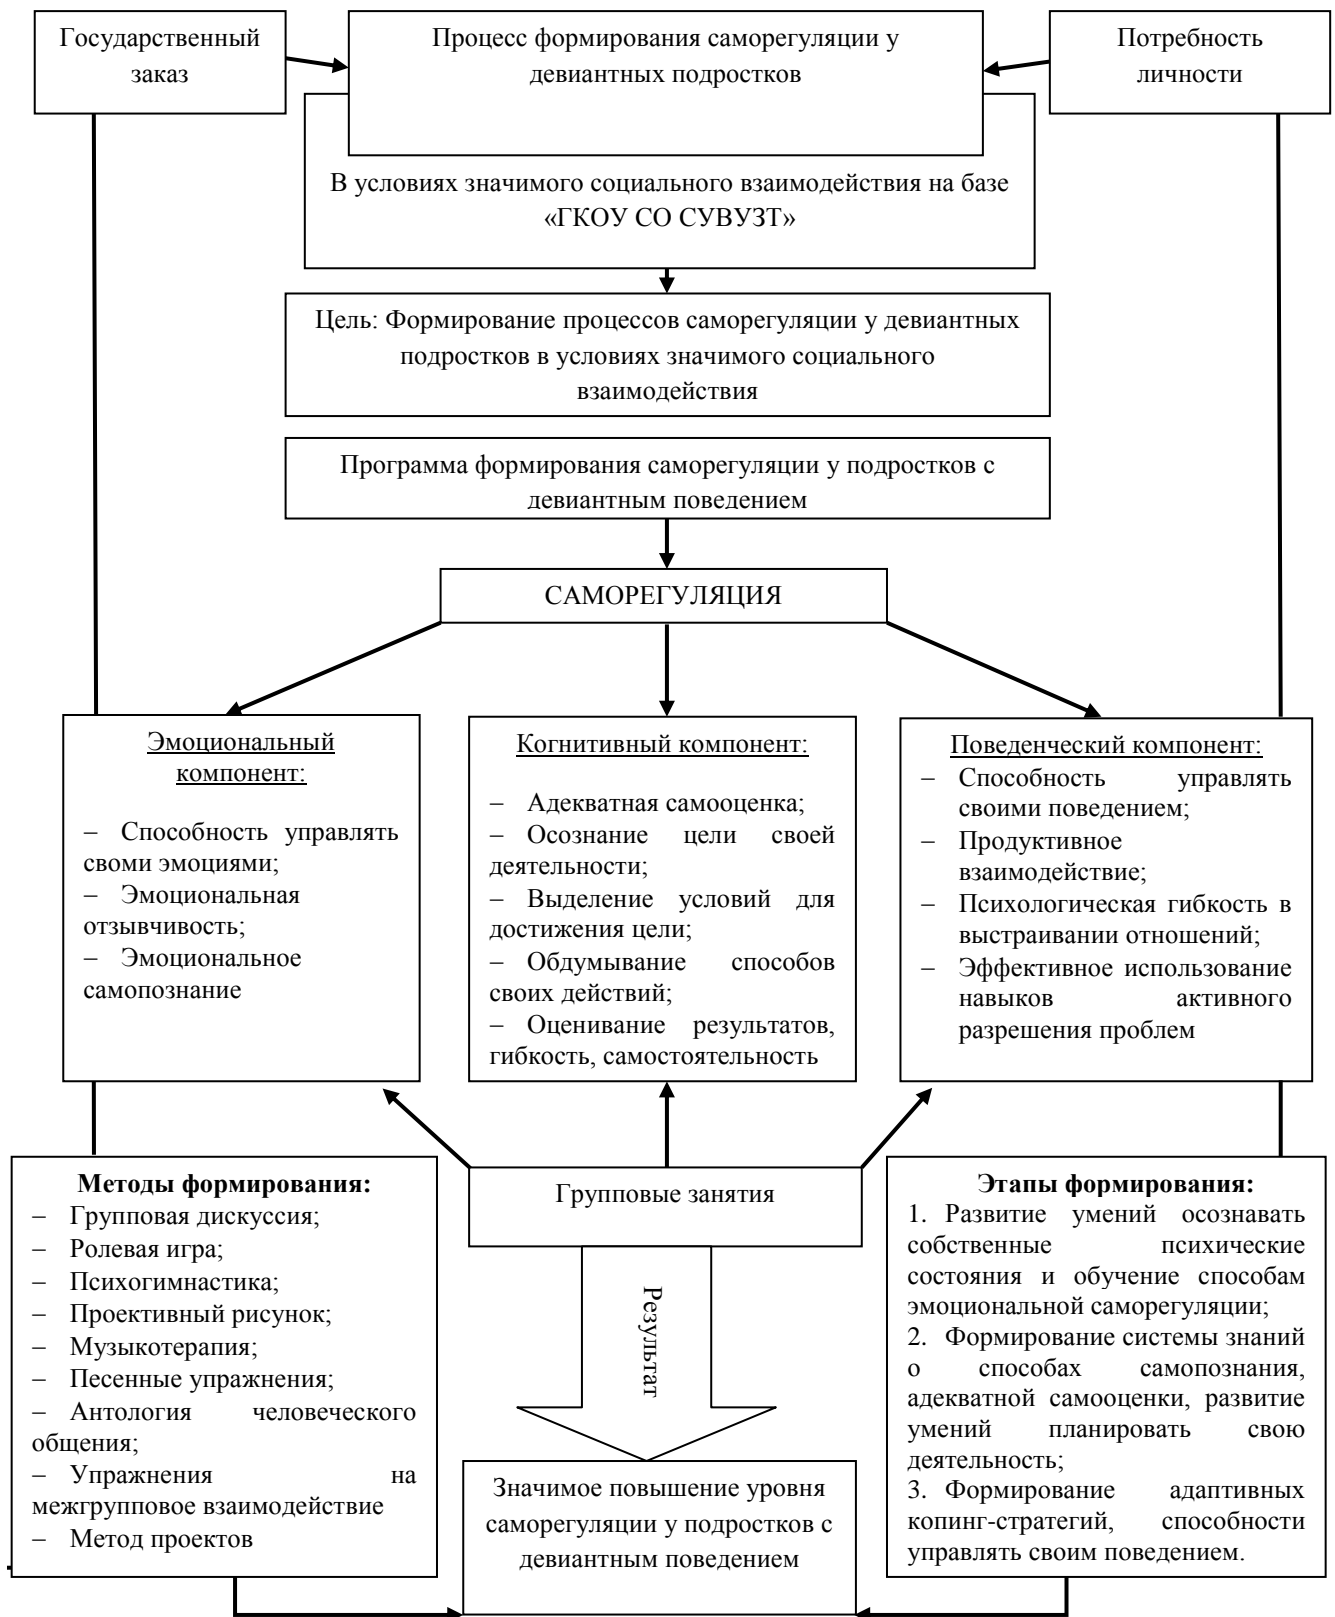 Государственный
заказ
Процесс формирования саморегуляции у
девиантных подростков
Потребность
личности
В условиях значимого социального взаимодействия на базе
«ГКОУ СО СУВУЗТ»
Цель: Формирование процессов саморегуляции у девиантных
подростков в условиях значимого социального
взаимодействия
Программа формирования саморегуляции у подростков с
девиантным поведением
САМОРЕГУЛЯЦИЯ
Эмоциональный
компонент:
– Способность управлять
своми эмоциями;
– Эмоциональная
отзывчивость;
– Эмоциональное
самопознание
Когнитивный компонент:
– Адекватная самооценка;
– Осознание цели своей
деятельности;
– Выделение условий для
достижения цели;
– Обдумывание способов
своих действий;
– Оценивание результатов,
гибкость, самостоятельность
Поведенческий компонент:
– Способность управлять
своими поведением;
– Продуктивное
взаимодействие;
– Психологическая гибкость в
выстраивании отношений;
– Эффективное использование
навыков активного
разрешения проблем
Методы формирования:
– Групповая дискуссия;
– Ролевая игра;
– Психогимнастика;
– Проективный рисунок;
– Музыкотерапия;
– Песенные упражнения;
– Антология человеческого
общения;
– Упражнения на
межгрупповое взаимодействие
– Метод проектов
Групповые занятия
Результат
Значимое повышение уровня
саморегуляции у подростков с
девиантным поведением
Этапы формирования:
1. Развитие умений осознавать
собственные психические
состояния и обучение способам
эмоциональной саморегуляции;
2. Формирование системы знаний
о способах самопознания,
адекватной самооценки, развитие
умений планировать свою
деятельность;
3. Формирование адаптивных
копинг-стратегий, способности
управлять своим поведением.